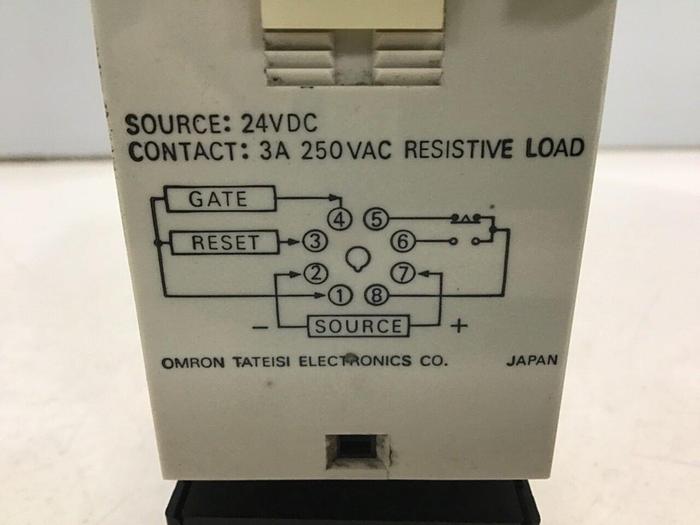 SOURCE: 24VDC
CONTACT: 3A 250VAC RESISTIVE LOAD
GATE
4 5
RESET 3 6
2 7
1 8
− SOURCE +
OMRON TATEISI ELECTRONICS CO. JAPAN